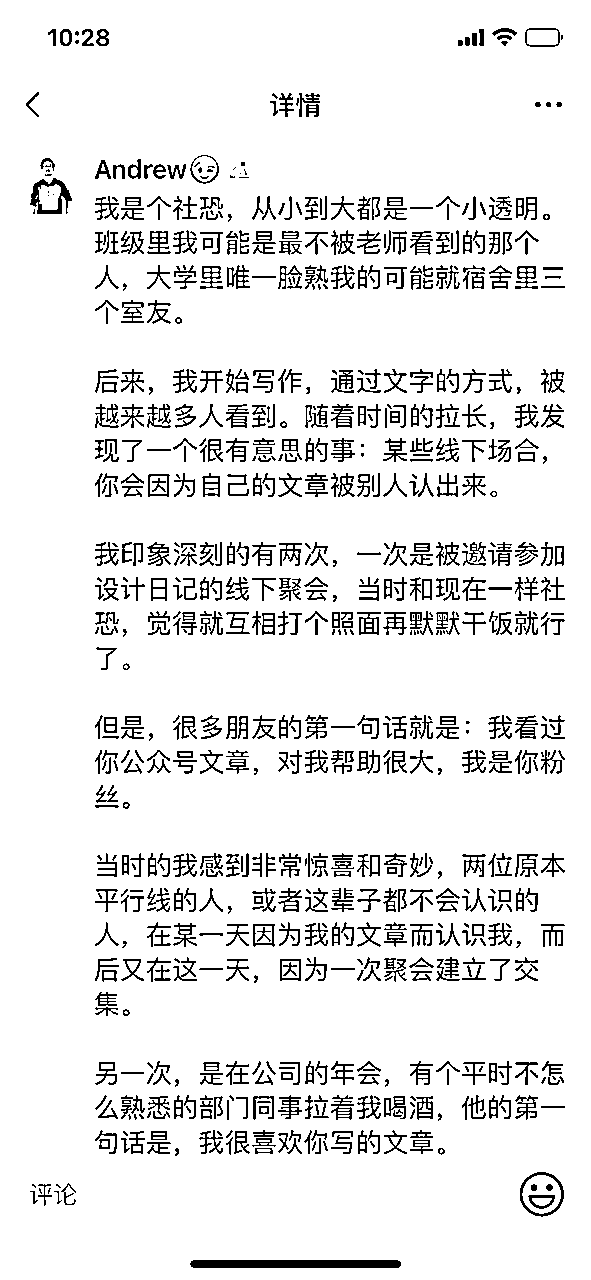 10:28
详情
Andrew
我是个社恐，从小到大都是一个小透明。
班级里我可能是最不被老师看到的那个
人，大学里唯一脸熟我的可能就宿舍里三
个室友。
后来，我开始写作，通过文字的方式，被
越来越多人看到。随着时间的拉长，我发
现了一个很有意思的事：某些线下场合，
你会因为自己的文章被别人认出来。
我印象深刻的有两次，一次是被邀请参加
设计日记的线下聚会，当时和现在一样社
恐，觉得就互相打个照面再默默干饭就行
了。
但是，很多朋友的第一句话就是：我看过
你公众号文章，对我帮助很大，我是你粉
丝。
当时的我感到非常惊喜和奇妙，两位原本
平行线的人，或者这辈子都不会认识的
人，在某一天因为我的文章而认识我，而
后又在这一天，因为一次聚会建立了交
集。
另一次，是在公司的年会，有个平时不怎
么熟悉的部门同事拉着我喝酒，他的第一
句话是，我很喜欢你写的文章。
评论